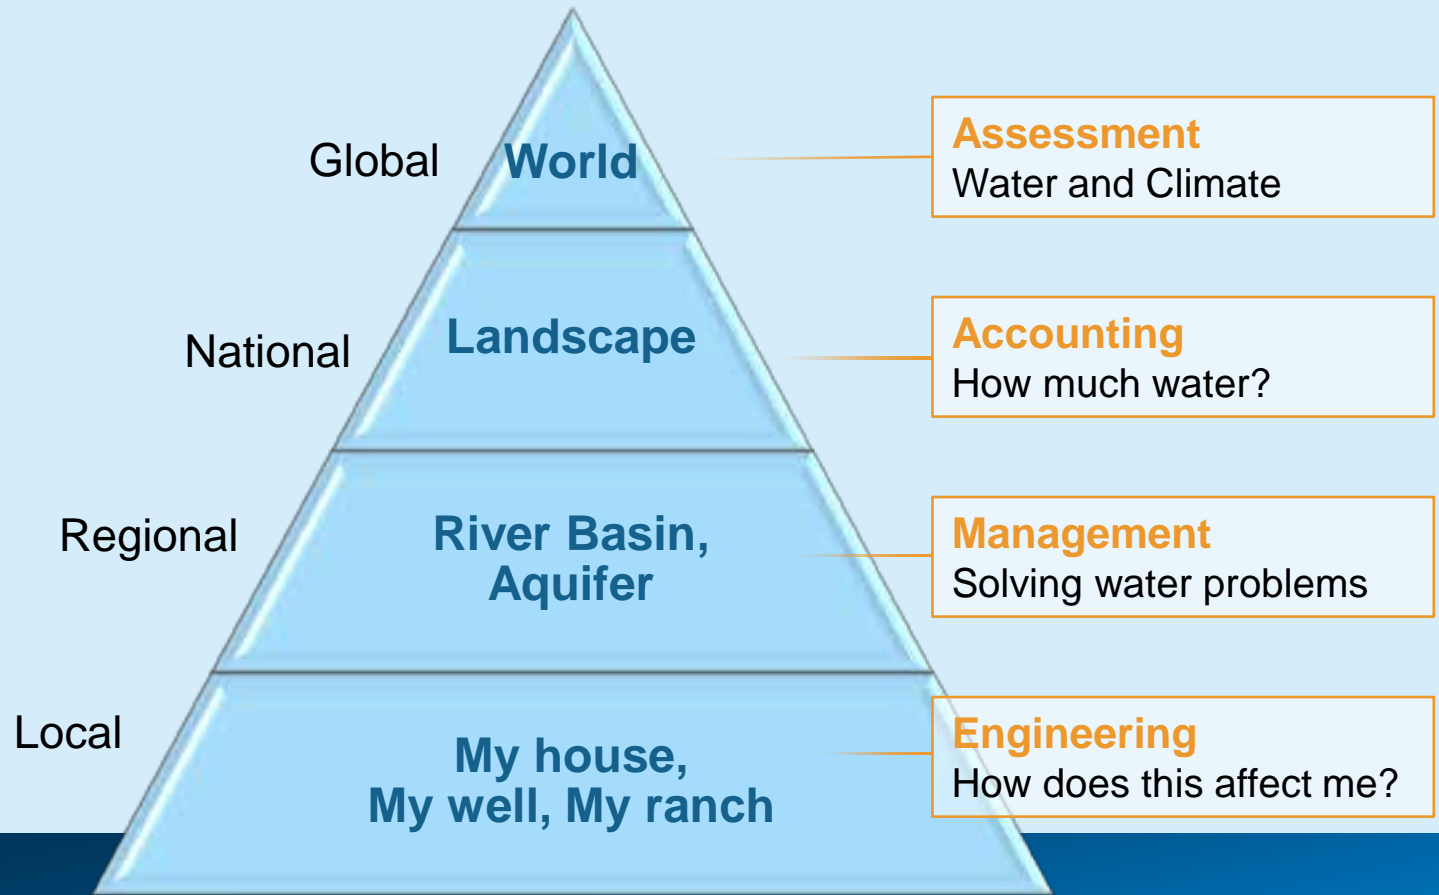 Global
World
Assessment
Water and Climate
National
Landscape
Accounting
How much water?
Regional
River Basin,
Aquifer
Management
Solving water problems
Local
My house,
My well, My ranch
Engineering
How does this affect me?